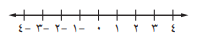 ٤- ٣- ٢- ١- ٠ ١ ٢ ٣ ٤